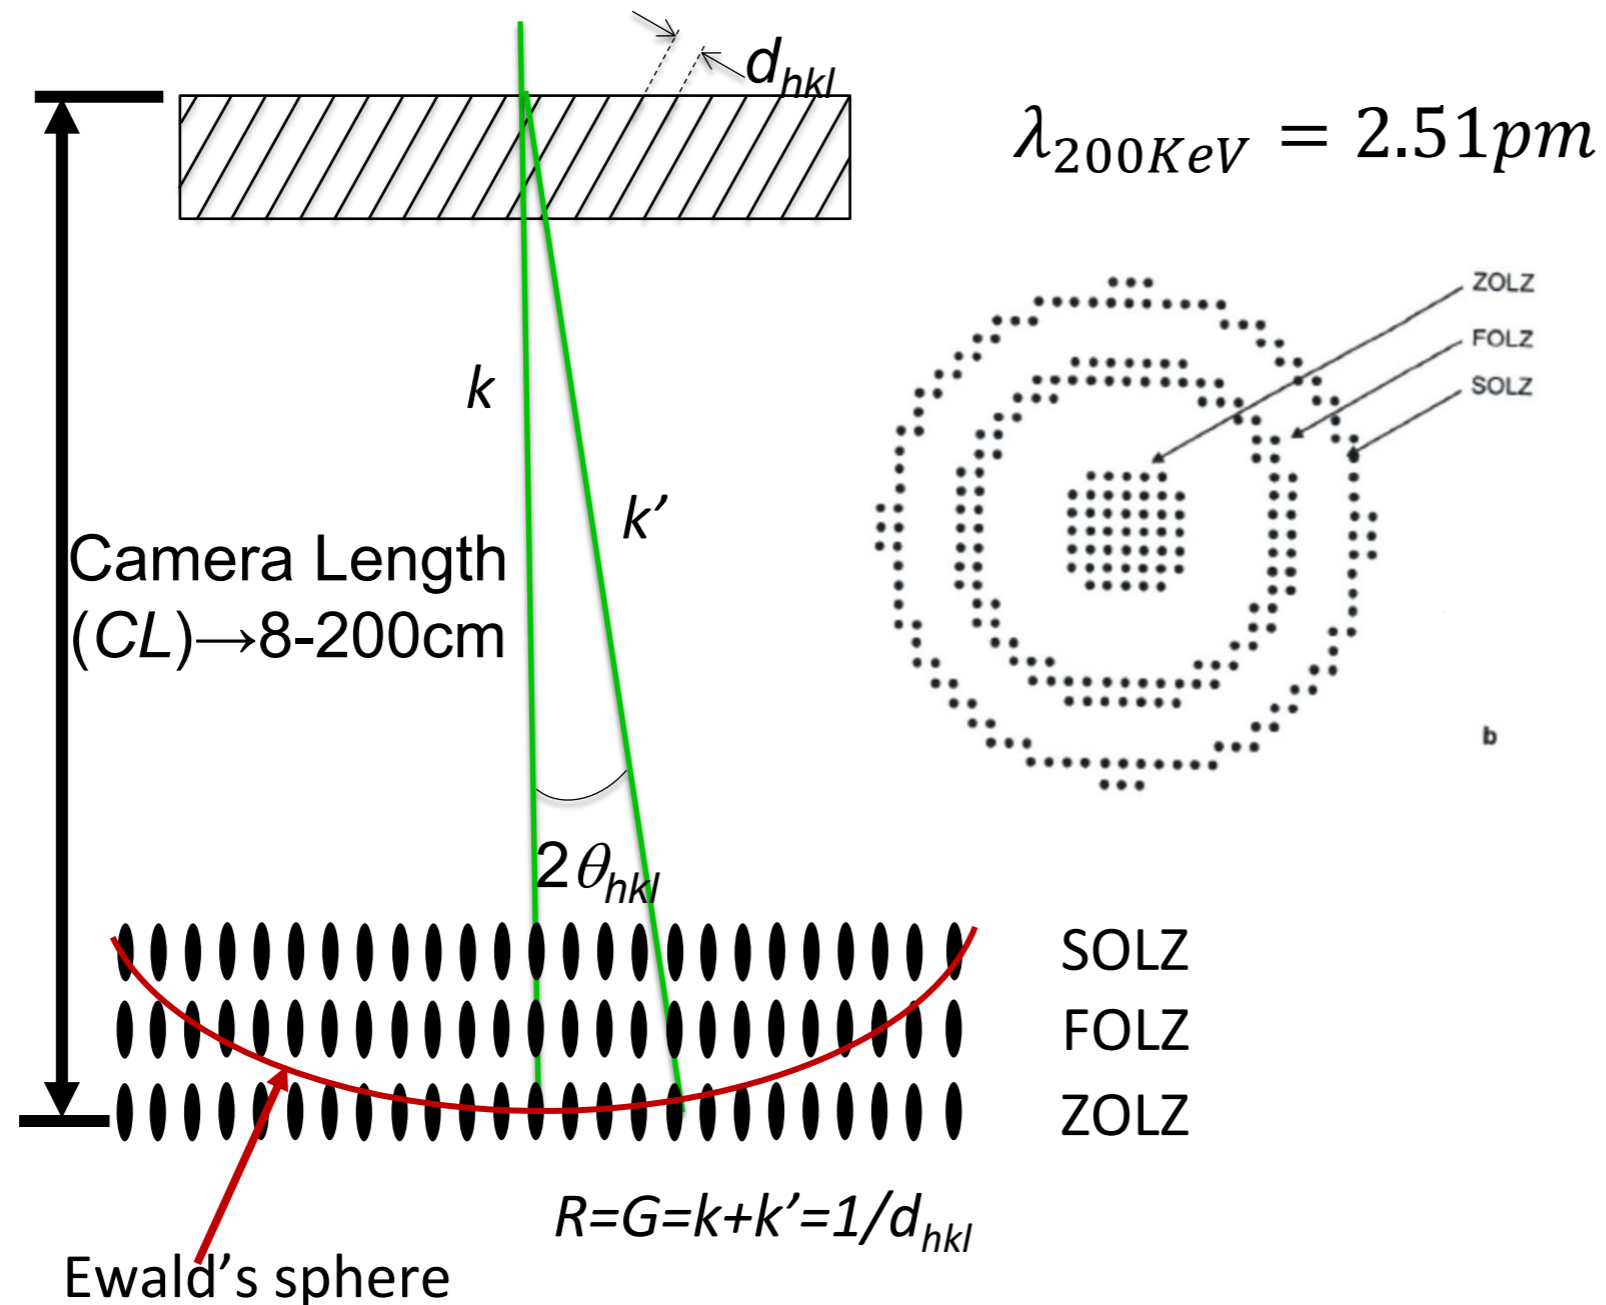 d_hkl
λ_200KeV = 2.51pm
ZOLZ
FOLZ
SOLZ
k
k’
Camera Length
(CL)→8-200cm
b
2θ_hkl
SOLZ
FOLZ
ZOLZ
R=G=k+k’=1/d_hkl
Ewald’s sphere